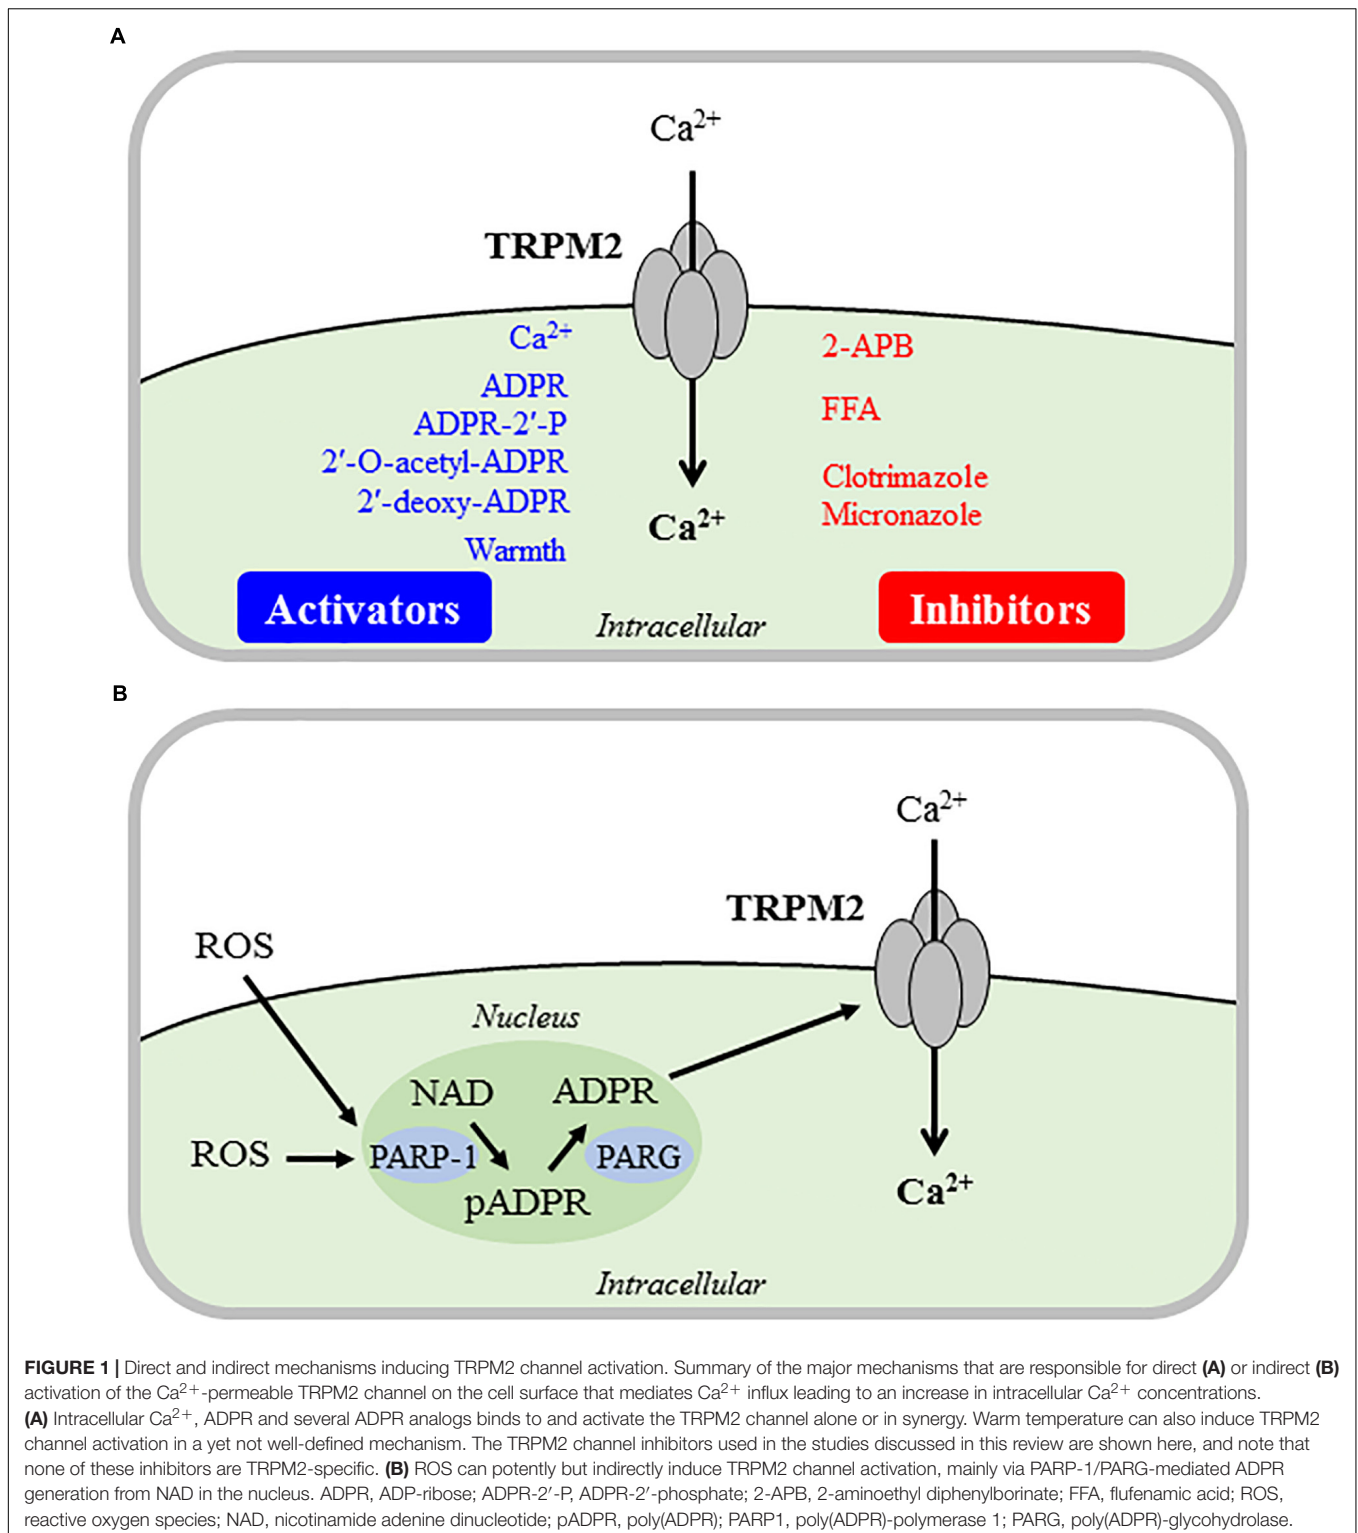 A
Ca2+
TRPM2
Ca2+
ADPR
ADPR-2′-P
2′-O-acetyl-ADPR
2′-deoxy-ADPR
Warmth
2-APB
FFA
Clotrimazole
Micronazole
Ca2+
Activators
Intracellular
Inhibitors
B
Ca2+
TRPM2
ROS
Nucleus
NAD
ADPR
ROS
PARP-1
PARG
pADPR
Ca2+
Intracellular
FIGURE 1 | Direct and indirect mechanisms inducing TRPM2 channel activation. Summary of the major mechanisms that are responsible for direct (A) or indirect (B)
activation of the Ca2+-permeable TRPM2 channel on the cell surface that mediates Ca2+ influx leading to an increase in intracellular Ca2+ concentrations.
(A) Intracellular Ca2+, ADPR and several ADPR analogs binds to and activate the TRPM2 channel alone or in synergy. Warm temperature can also induce TRPM2
channel activation in a yet not well-defined mechanism. The TRPM2 channel inhibitors used in the studies discussed in this review are shown here, and note that
none of these inhibitors are TRPM2-specific. (B) ROS can potently but indirectly induce TRPM2 channel activation, mainly via PARP-1/PARG-mediated ADPR
generation from NAD in the nucleus. ADPR, ADP-ribose; ADPR-2′-P, ADPR-2′-phosphate; 2-APB, 2-aminoethyl diphenylborinate; FFA, flufenamic acid; ROS,
reactive oxygen species; NAD, nicotinamide adenine dinucleotide; pADPR, poly(ADPR); PARP1, poly(ADPR)-polymerase 1; PARG, poly(ADPR)-glycohydrolase.